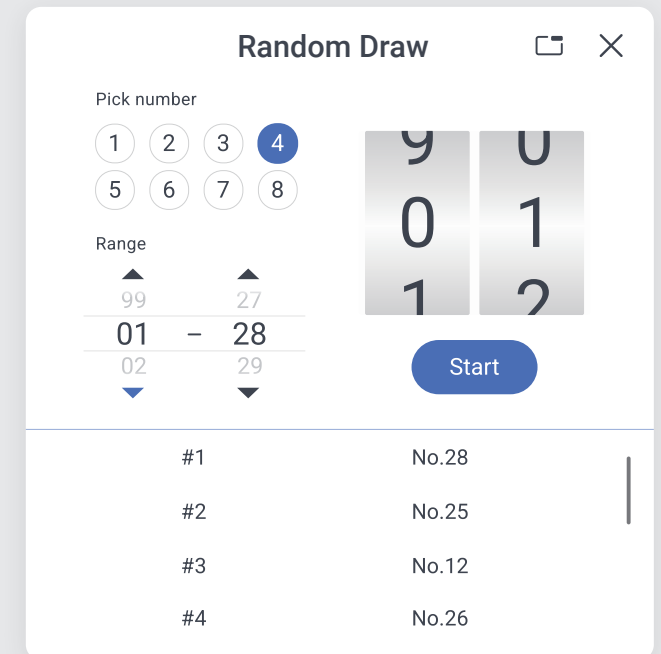 Random Draw
Pick number
1 2 3 4
5 6 7 8
Range
99 27
01 – 28
02 29
9 0
0 1
1 2
Start
#1 No.28
#2 No.25
#3 No.12
#4 No.26